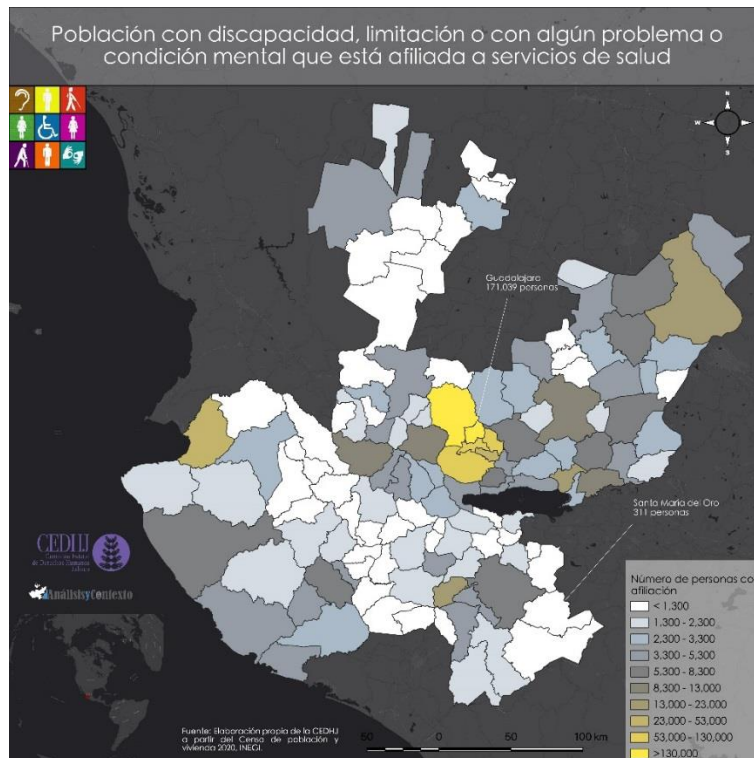 Población con discapacidad, limitación o con algún problema o
condición mental que está afiliada a servicios de salud
N
W
E
S
Guadalajara
171,039 personas
Santa María del Oro
311 personas
CEDHJ
AnálisisyContexto
Número de personas co
afiliación
< 1,300
1,300 - 2,300
2,300 - 3,300
3,300 - 5,300
5,300 - 8,300
8,300 - 13,000
13,000 - 23,000
23,000 - 53,000
53,000 - 130,000
>130,000
Fuente: Elaboración propia de la CEDHJ
a partir del Censo de población y
vivienda 2020, INEGI.
50 0 50 100 km